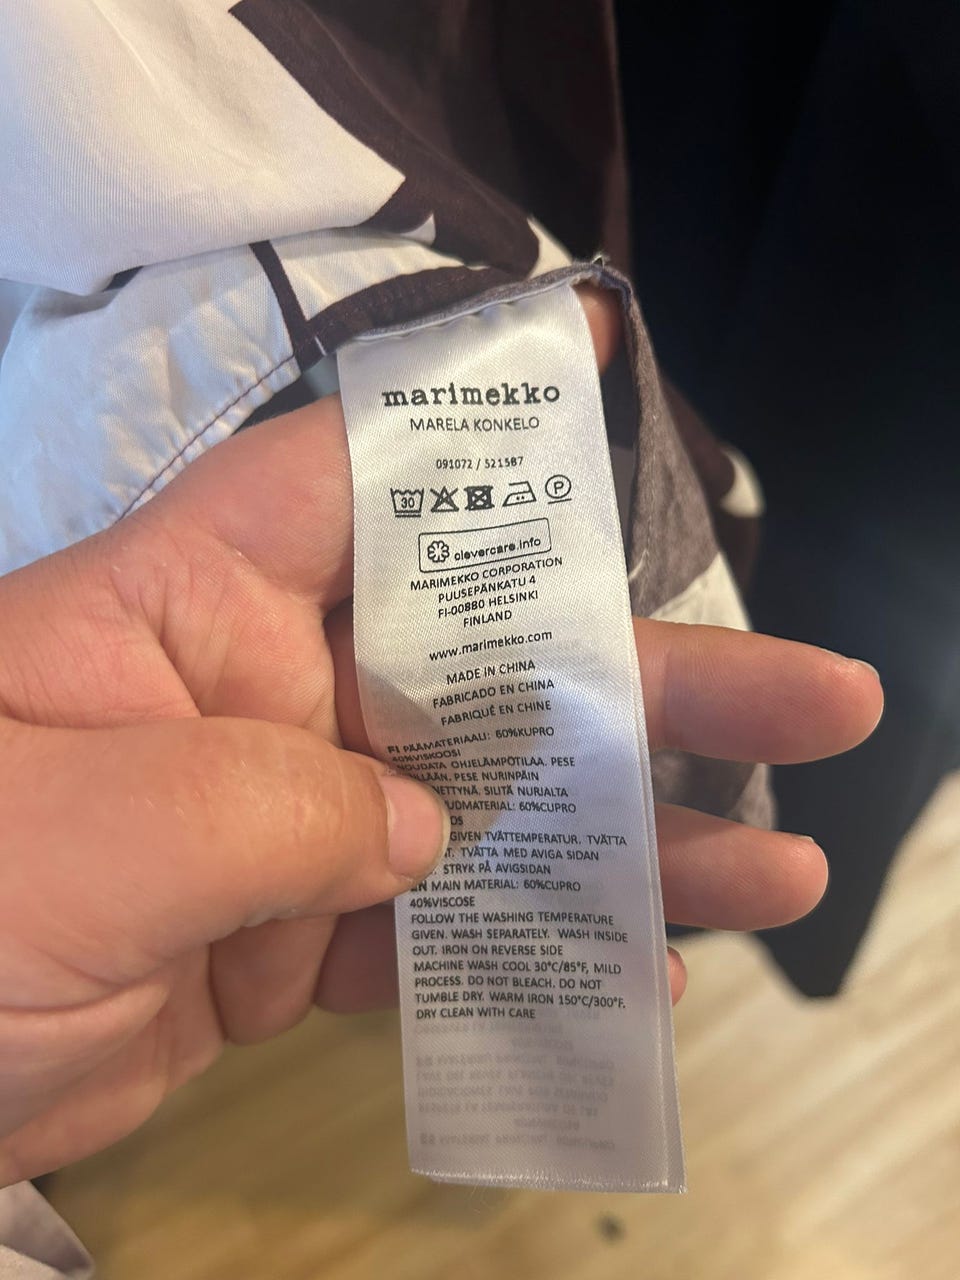 marimekko
MARELA KONKELO
091072 / 521587
30 P
clevercare.info
MARIMEKKO CORPORATION
PUUSEPÄNKATU 4
FI-00880 HELSINKI
FINLAND
www.marimekko.com
MADE IN CHINA
FABRICADO EN CHINA
FABRIQUÉ EN CHINE
FI PÄÄMATERIAALI: 60%KUPRO
40%VISKOOSI
NOUDATA OHJELÄMPÖTILAA. PESE
PESE NURINPÄIN
SILITÄ NURJALTA
60%CUPRO
GIVEN TVÄTTEMPERATUR. TVÄTTA
TVÄTTA MED AVIGA SIDAN
STRYK PÅ AVIGSIDAN
EN MAIN MATERIAL: 60%CUPRO
40%VISCOSE
FOLLOW THE WASHING TEMPERATURE
GIVEN. WASH SEPARATELY. WASH INSIDE
OUT. IRON ON REVERSE SIDE
MACHINE WASH COOL 30°C/85°F, MILD
PROCESS. DO NOT BLEACH. DO NOT
TUMBLE DRY. WARM IRON 150°C/300°F.
DRY CLEAN WITH CARE